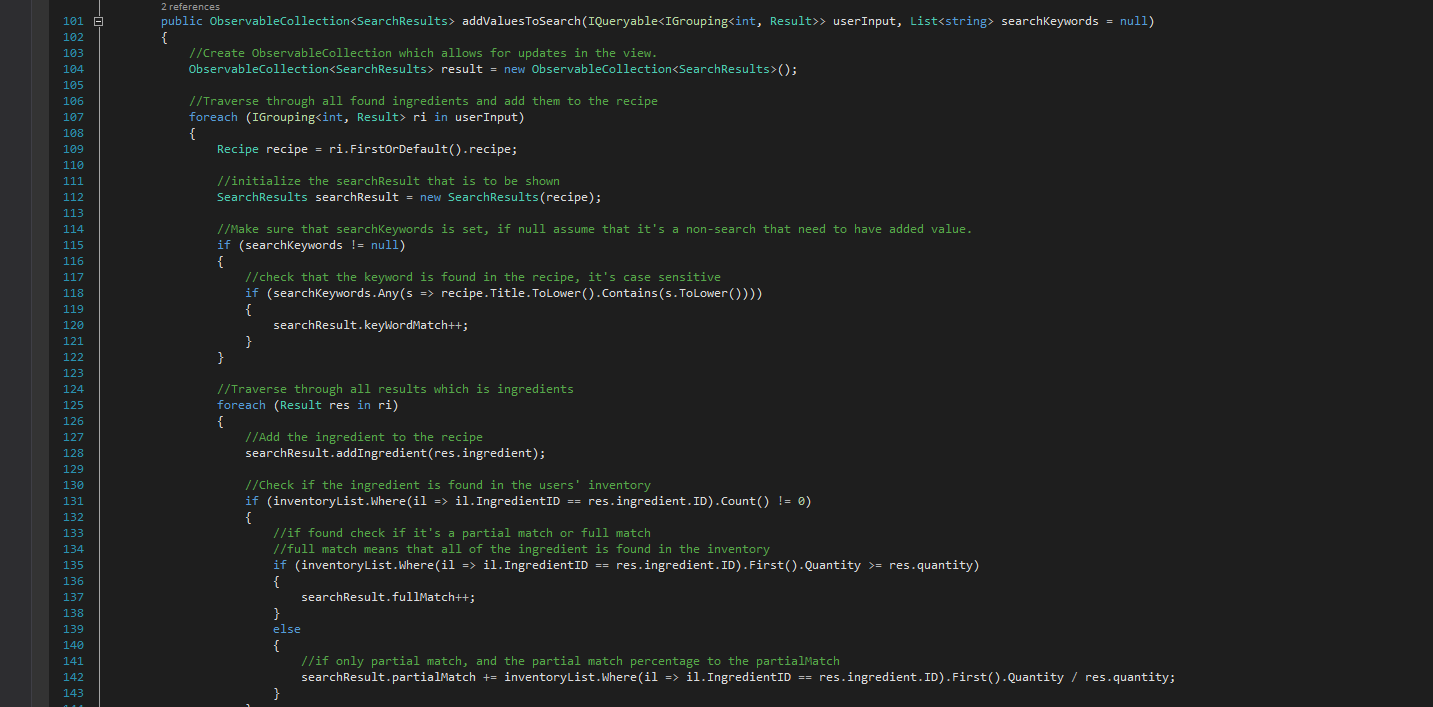 2 references
101 public ObservableCollection<SearchResults> addValuesToSearch(IQueryable<IGrouping<int, Result>> userInput, List<string> searchKeywords = null)
102 {
103 //Create ObservableCollection which allows for updates in the view.
104 ObservableCollection<SearchResults> result = new ObservableCollection<SearchResults>();
105
106 //Traverse through all found ingredients and add them to the recipe
107 foreach (IGrouping<int, Result> ri in userInput)
108 {
109 Recipe recipe = ri.FirstOrDefault().recipe;
110
111 //initialize the searchResult that is to be shown
112 SearchResults searchResult = new SearchResults(recipe);
113
114 //Make sure that searchKeywords is set, if null assume that it's a non-search that need to have added value.
115 if (searchKeywords != null)
116 {
117 //check that the keyword is found in the recipe, it's case sensitive
118 if (searchKeywords.Any(s => recipe.Title.ToLower().Contains(s.ToLower())))
119 {
120 searchResult.keyWordMatch++;
121 }
122 }
123
124 //Traverse through all results which is ingredients
125 foreach (Result res in ri)
126 {
127 //Add the ingredient to the recipe
128 searchResult.addIngredient(res.ingredient);
129
130 //Check if the ingredient is found in the users' inventory
131 if (inventoryList.Where(il => il.IngredientID == res.ingredient.ID).Count() != 0)
132 {
133 //if found check if it's a partial match or full match
134 //full match means that all of the ingredient is found in the inventory
135 if (inventoryList.Where(il => il.IngredientID == res.ingredient.ID).First().Quantity >= res.quantity)
136 {
137 searchResult.fullMatch++;
138 }
139 else
140 {
141 //if only partial match, and the partial match percentage to the partialMatch
142 searchResult.partialMatch += inventoryList.Where(il => il.IngredientID == res.ingredient.ID).First().Quantity / res.quantity;
143 }